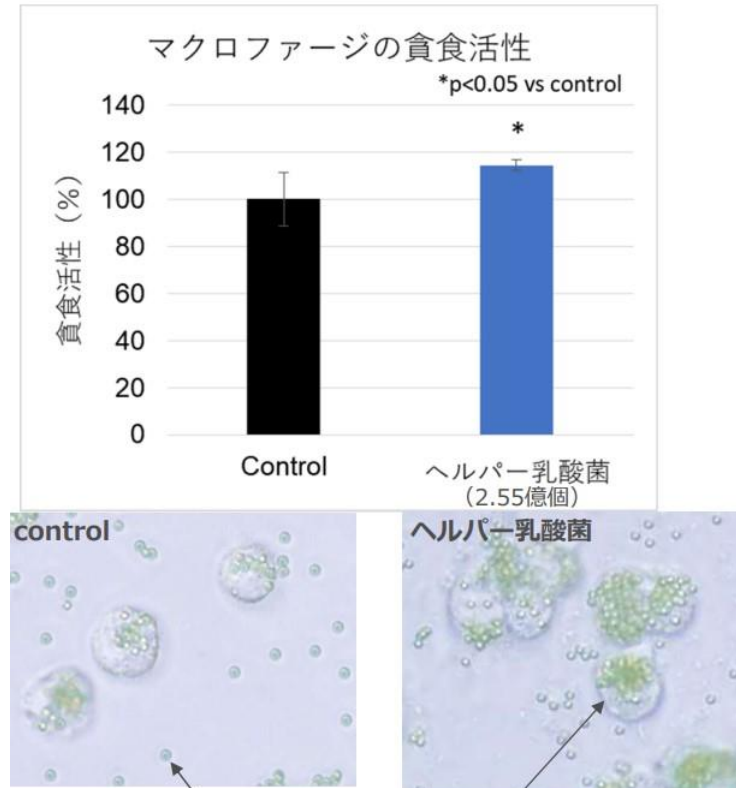 マクロファージの貪食活性
*p<0.05 vs control
貪食活性（%）
140
120
100
80
60
40
20
0
*
Control
ヘルパー乳酸菌
（2.55億個）
control
ヘルパー乳酸菌